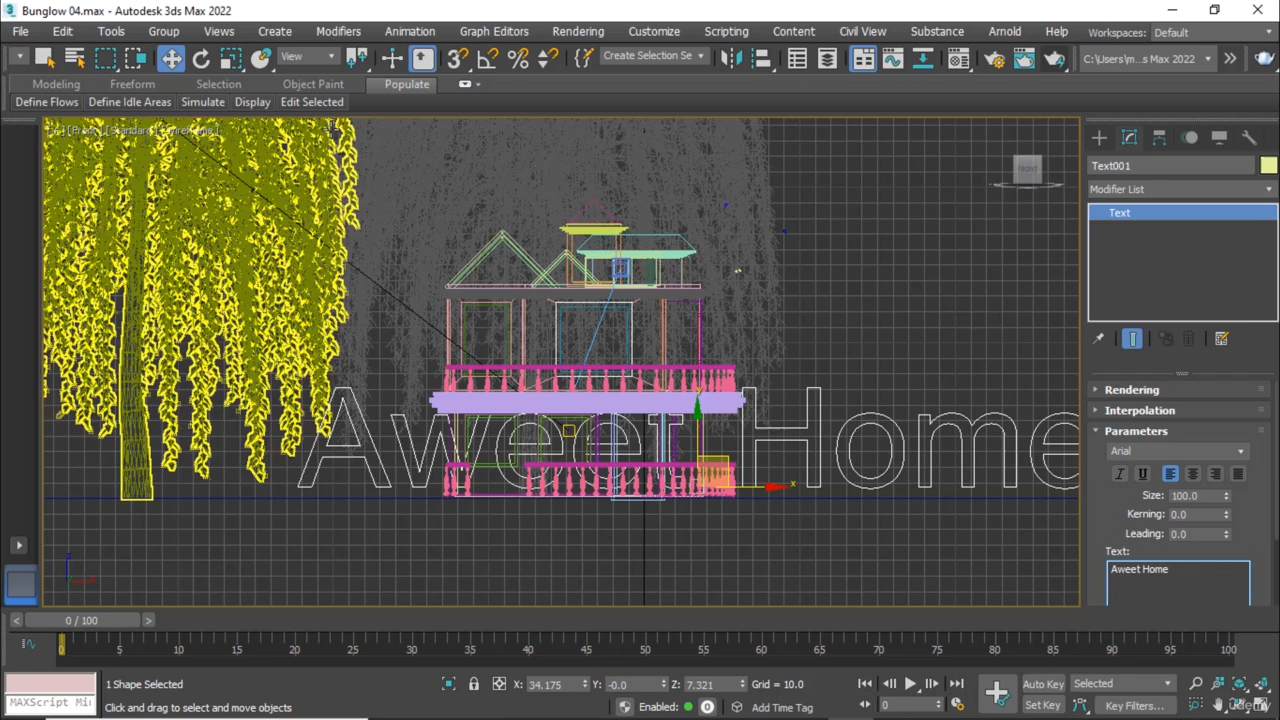 Bunglow 04.max - Autodesk 3ds Max 2022
File Edit Tools Group Views Create Modifiers Animation Graph Editors Rendering Customize Scripting Content Civil View Substance Arnold Help Workspaces: Default
View Create Selection Se C:\Users\m...s Max 2022
Modeling Freeform Selection Object Paint Populate
Define Flows Define Idle Areas Simulate Display Edit Selected
FRONT
Text001
Modifier List
Text
Aweet Home
Rendering
Interpolation
Parameters
Arial
Size: 100.0
Kerning: 0.0
Leading: 0.0
Text:
Aweet Home
y
x
0 / 100
0 5 10 15 20 25 30 35 40 45 50 55 60 65 70 75 80 85 90 95 100
1 Shape Selected X: 34.175 Y: -0.0 Z: 7.321 Grid = 10.0 Auto Key Selected
MAXScript Mi Click and drag to select and move objects Enabled: 0 Add Time Tag 0 Set Key Key Filters...